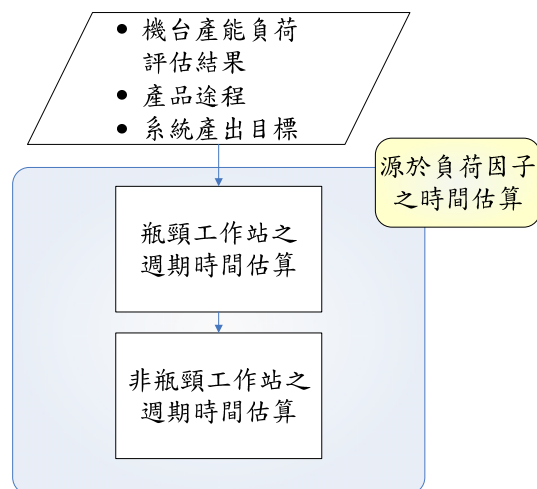 • 機台產能負荷
評估結果
• 產品途程
• 系統產出目標
源於負荷因子
之時間估算
瓶頸工作站之
週期時間估算
非瓶頸工作站之
週期時間估算